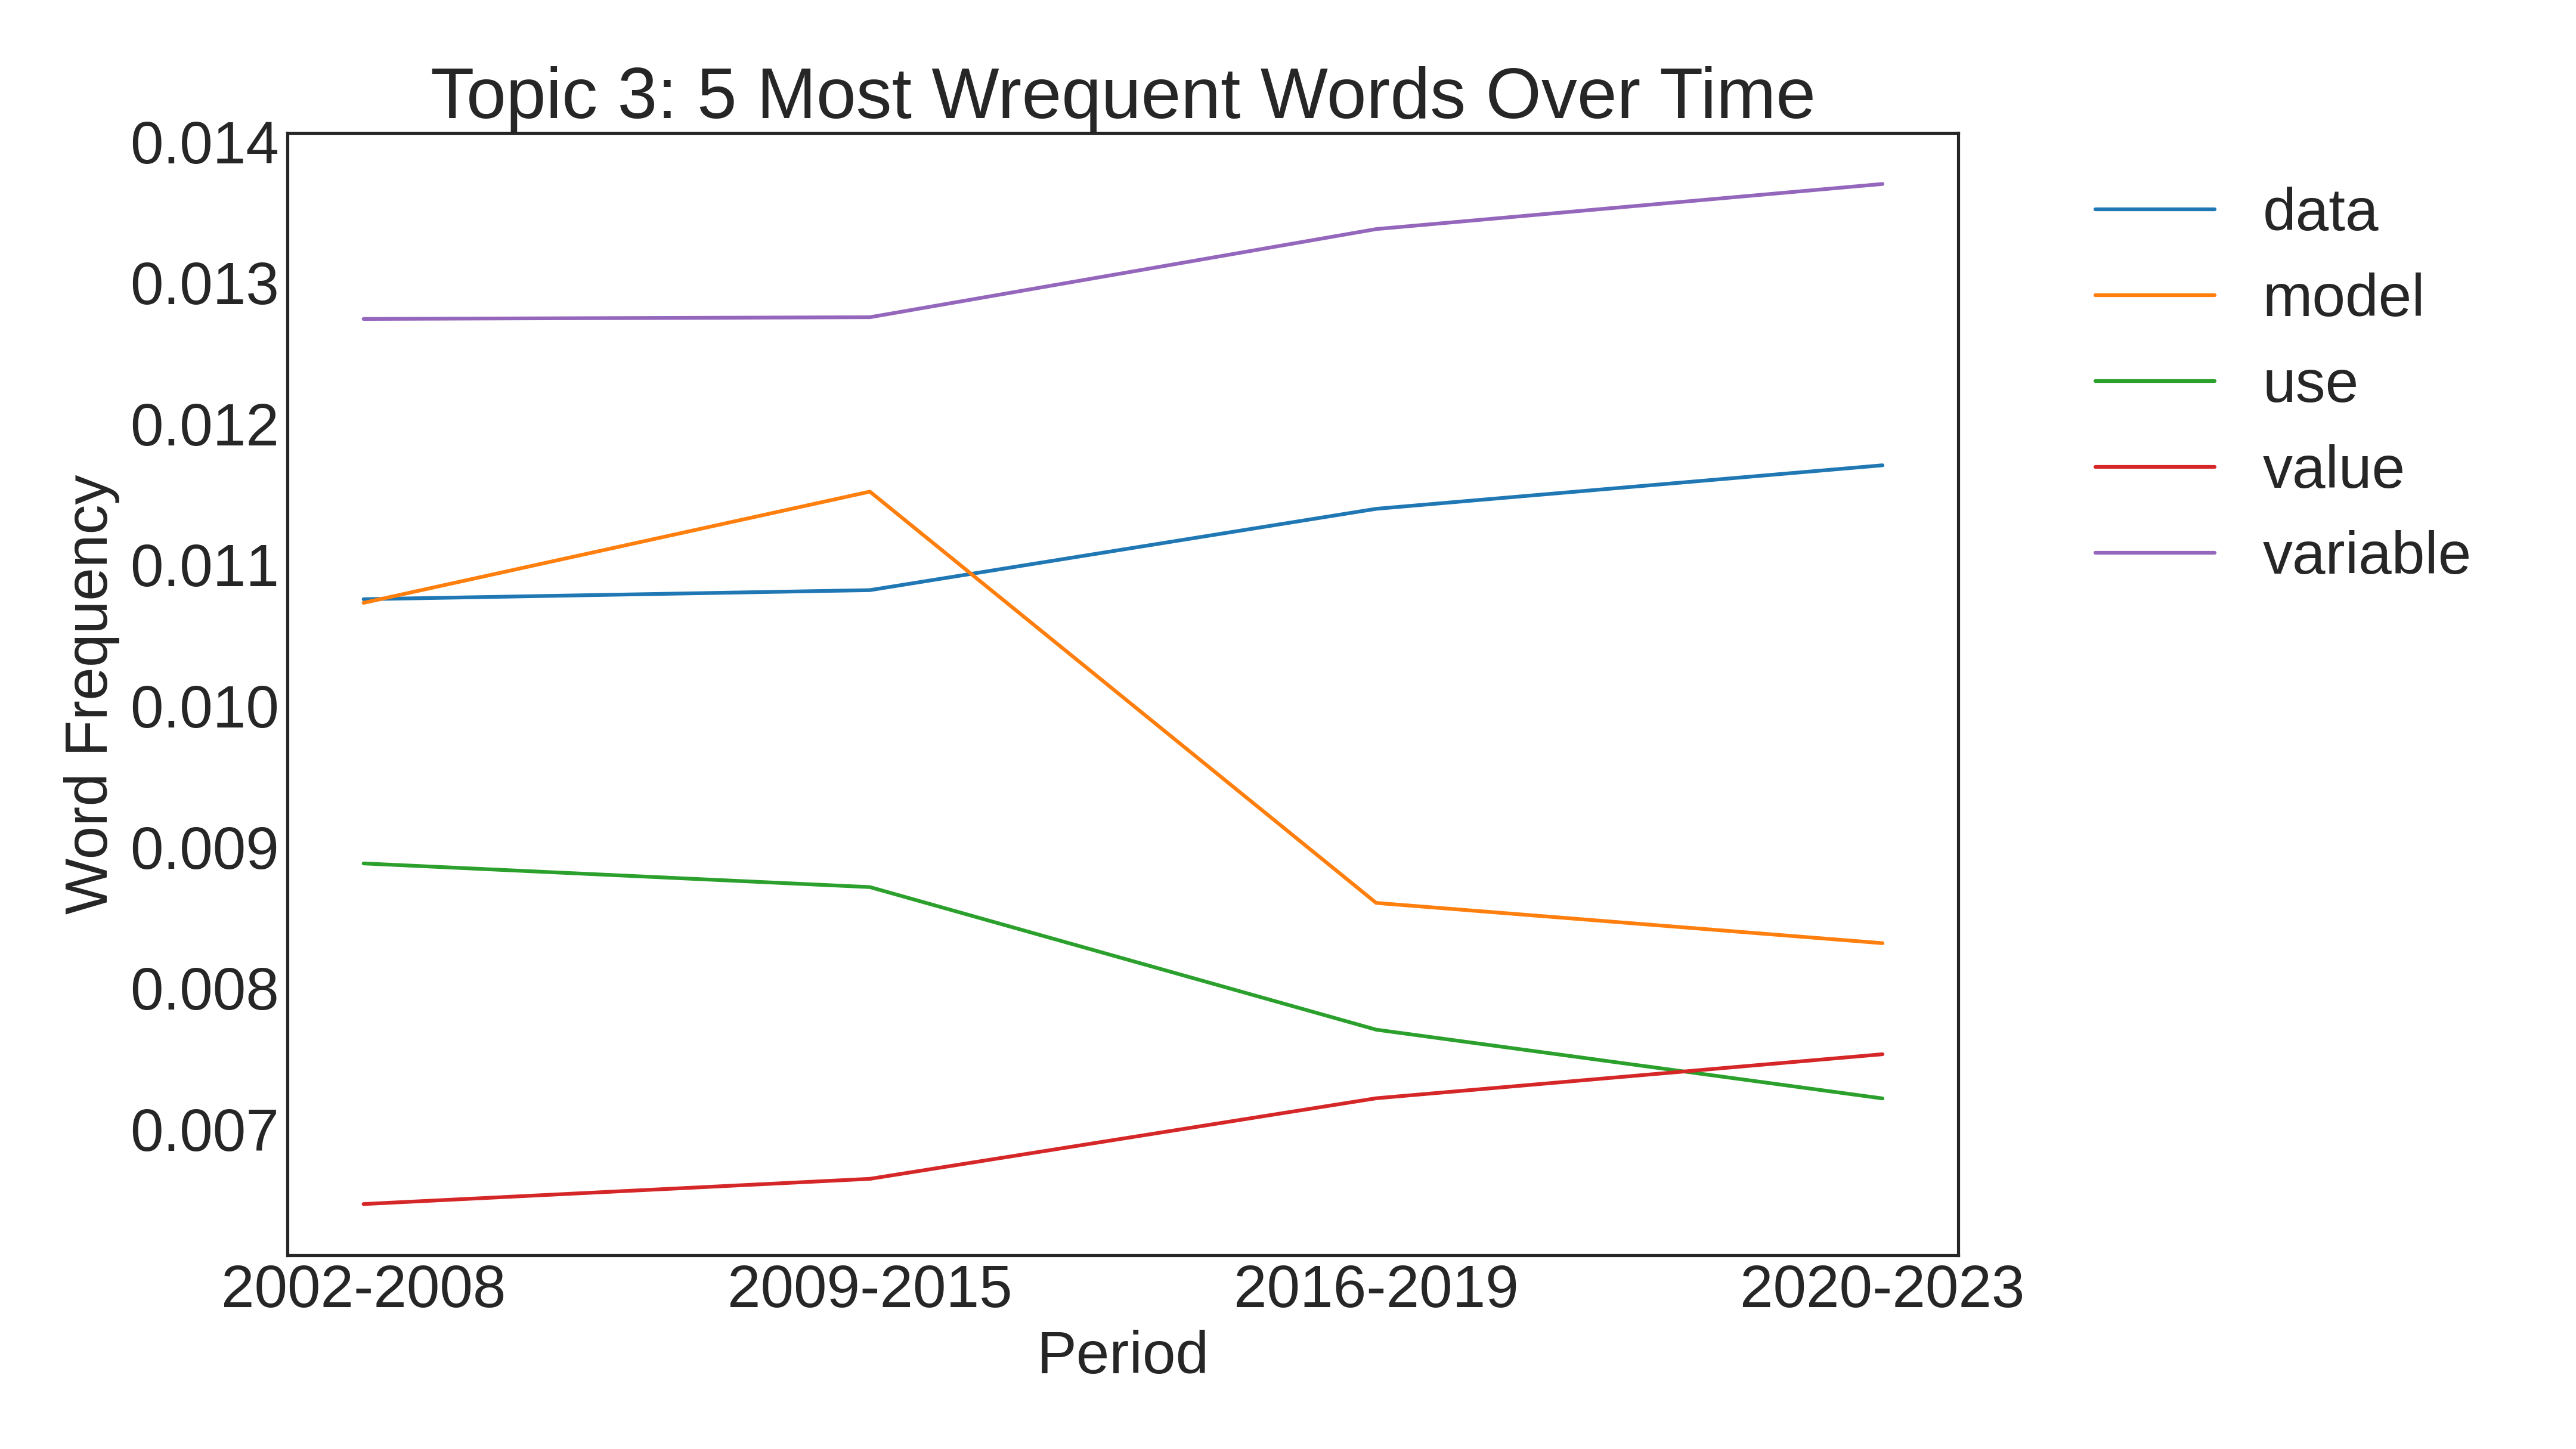 Topic 3: 5 Most Wrequent Words Over Time
0.014
0.013
0.012
0.011
0.010
0.009
0.008
0.007
Word Frequency
2002-2008 2009-2015 2016-2019 2020-2023
Period
data
model
use
value
variable